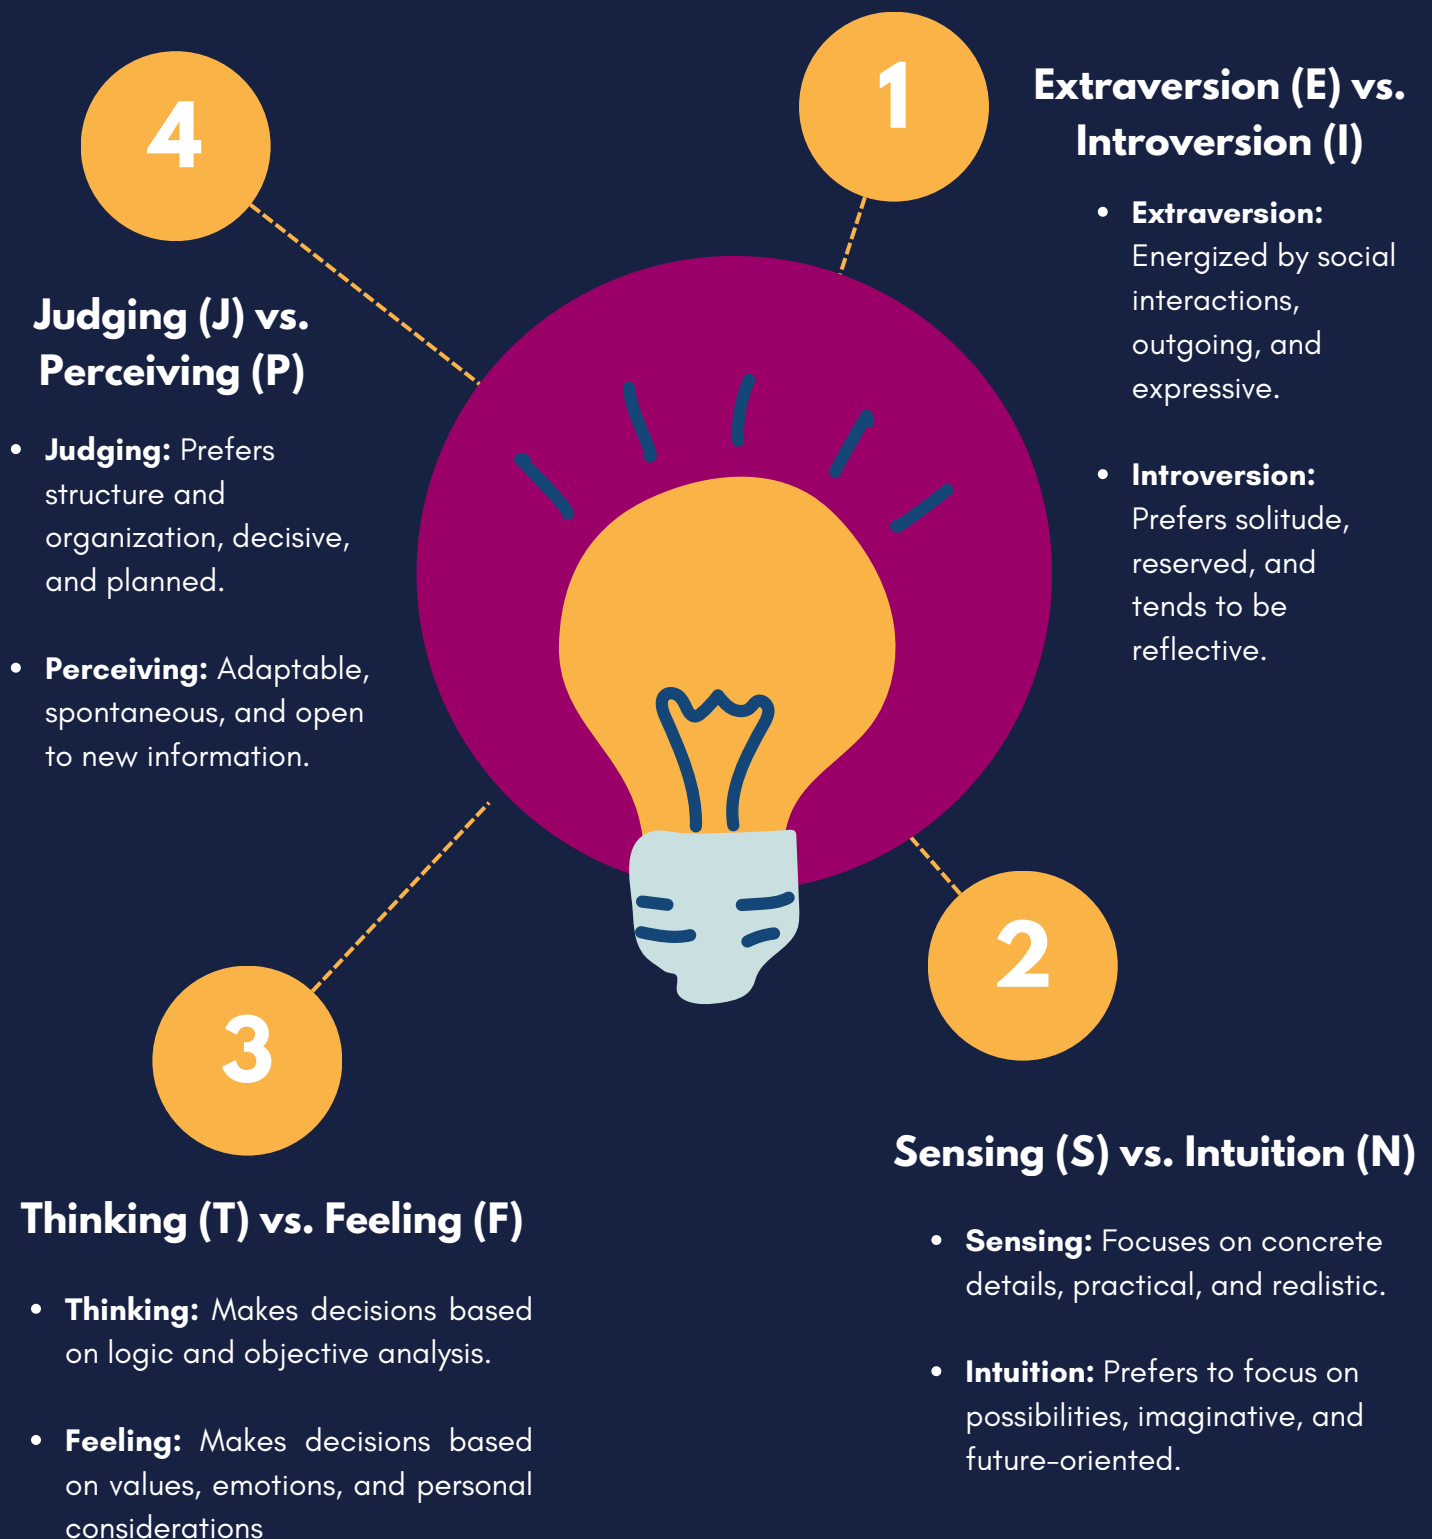 1
Extraversion (E) vs.
Introversion (I)
• Extraversion:
Energized by social
interactions,
outgoing, and
expressive.
• Introversion:
Prefers solitude,
reserved, and
tends to be
reflective.
2
Sensing (S) vs. Intuition (N)
• Sensing: Focuses on concrete
details, practical, and realistic.
• Intuition: Prefers to focus on
possibilities, imaginative, and
future-oriented.
3
Thinking (T) vs. Feeling (F)
• Thinking: Makes decisions based
on logic and objective analysis.
• Feeling: Makes decisions based
on values, emotions, and personal
considerations
4
Judging (J) vs.
Perceiving (P)
• Judging: Prefers
structure and
organization, decisive,
and planned.
• Perceiving: Adaptable,
spontaneous, and open
to new information.